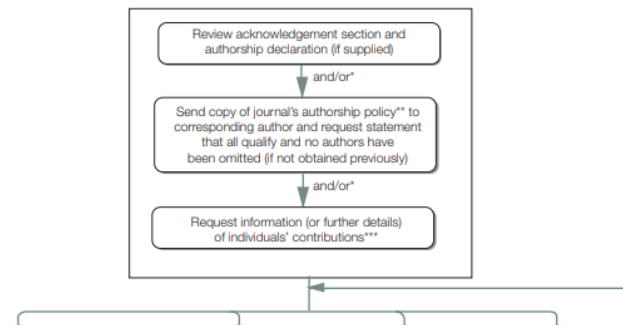 Review acknowledgement section and
authorship declaration (if supplied)
and/or*
Send copy of journal's authorship policy** to
corresponding author and request statement
that all qualify and no authors have
been omitted (if not obtained previously)
and/or*
Request information (or further details)
of individuals' contributions***